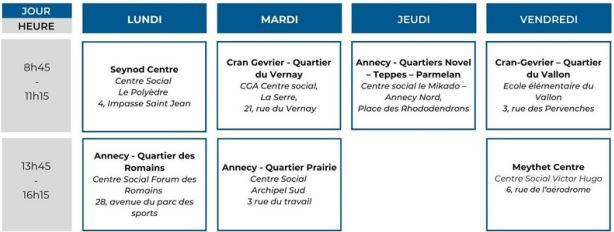 JOUR
HEURE
LUNDI
MARDI
JEUDI
VENDREDI
8h45
-
11h15
Seynod Centre
Centre Social
Le Polyèdre
4, Impasse Saint Jean
Cran Gevrier - Quartier
du Vernay
CGA Centre social,
La Serre,
21, rue du Vernay
Annecy - Quartiers Novel
– Teppes – Parmelan
Centre social le Mikado –
Annecy Nord,
Place des Rhododendrons
Cran-Gevrier – Quartier
du Vallon
Ecole élémentaire du
Vallon
3, rue des Pervenches
13h45
-
16h15
Annecy - Quartier des
Romains
Centre Social Forum des
Romains
28, avenue du parc des
sports
Annecy - Quartier Prairie
Centre Social
Archipel Sud
3 rue du travail
Meythet Centre
Centre Social Victor Hugo
6, rue de l’aérodrome